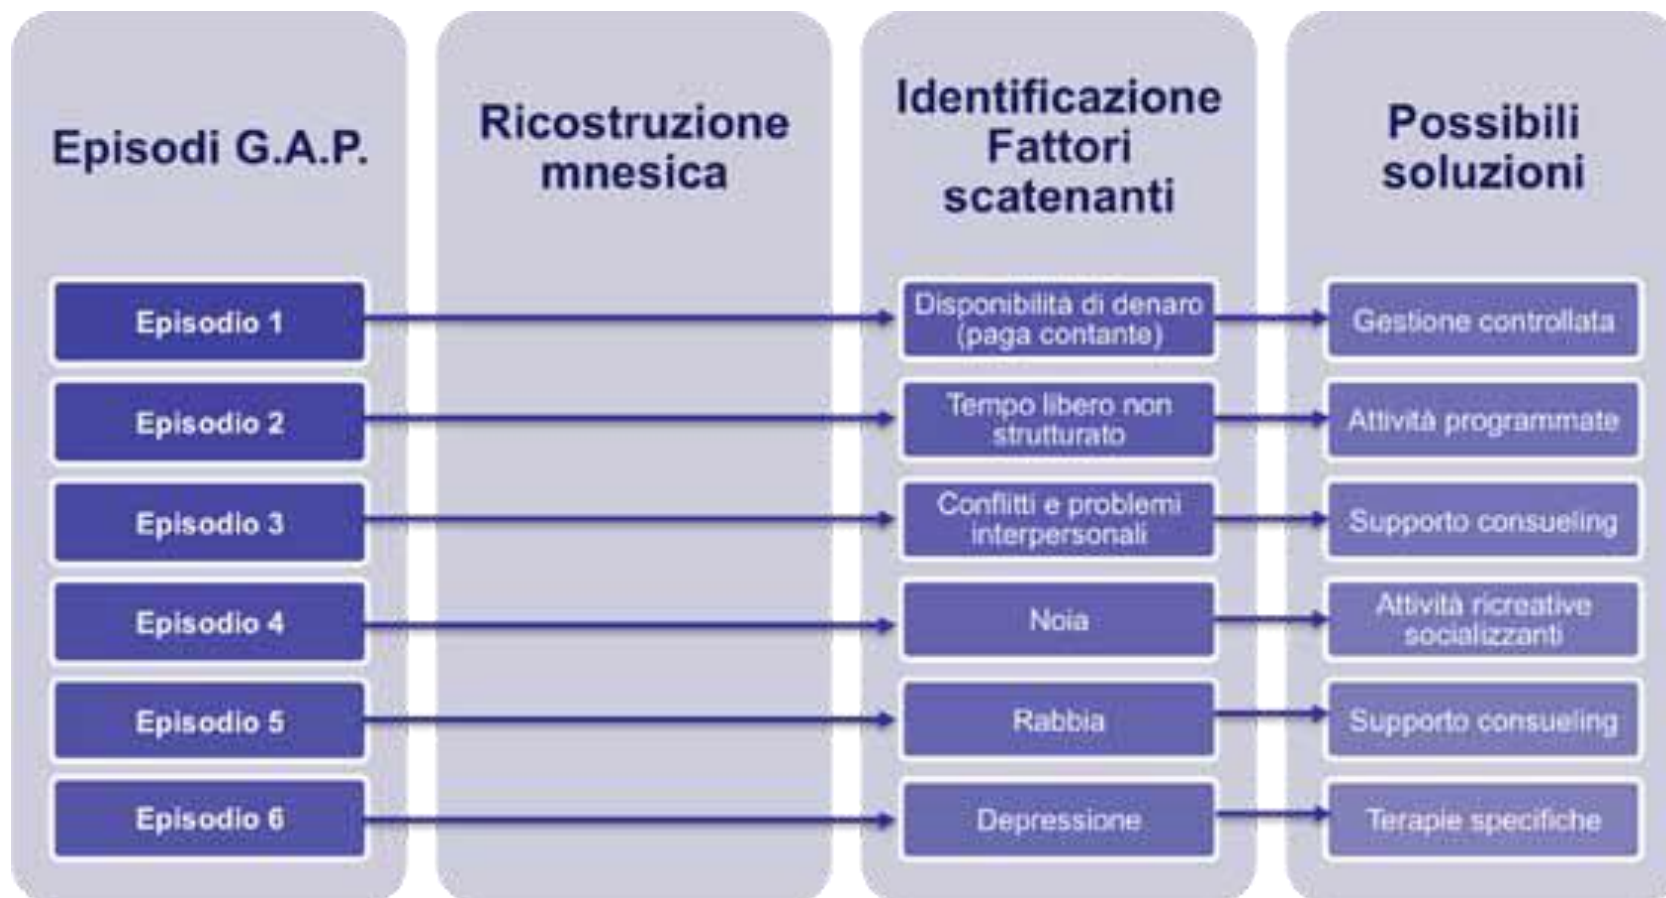 Episodi G.A.P.
Ricostruzione
mnesica
Identificazione
Fattori
scatenanti
Possibili
soluzioni
Episodio 1
Disponibilità di denaro
(paga contante)
Gestione controllata
Episodio 2
Tempo libero non
strutturato
Attività programmate
Episodio 3
Conflitti e problemi
interpersonali
Supporto consueling
Episodio 4
Noia
Attività ricreative
socializzanti
Episodio 5
Rabbia
Supporto consueling
Episodio 6
Depressione
Terapie specifiche